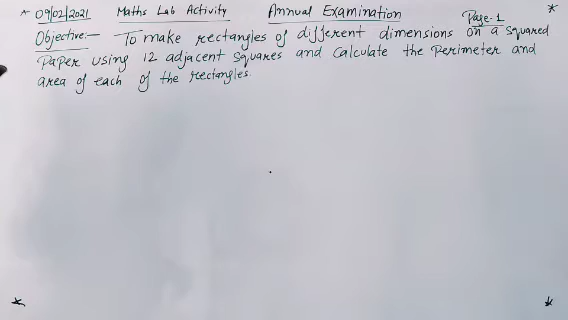 09/02/2021 Maths Lab Activity Annual Examination Page-1
Objective:- To make rectangles of different dimensions on a squared
Paper using 12 adjacent squares and calculate the Perimeter and
area of each of the rectangles.